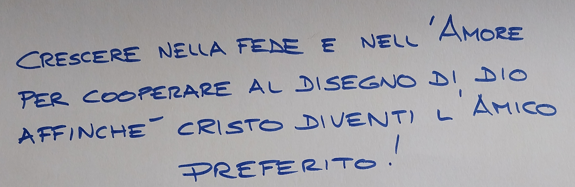 CRESCERE NELLA FEDE E NELL'AMORE
PER COOPERARE AL DISEGNO DI DIO
AFFINCHE' CRISTO DIVENTI L'AMICO
PREFERITO!